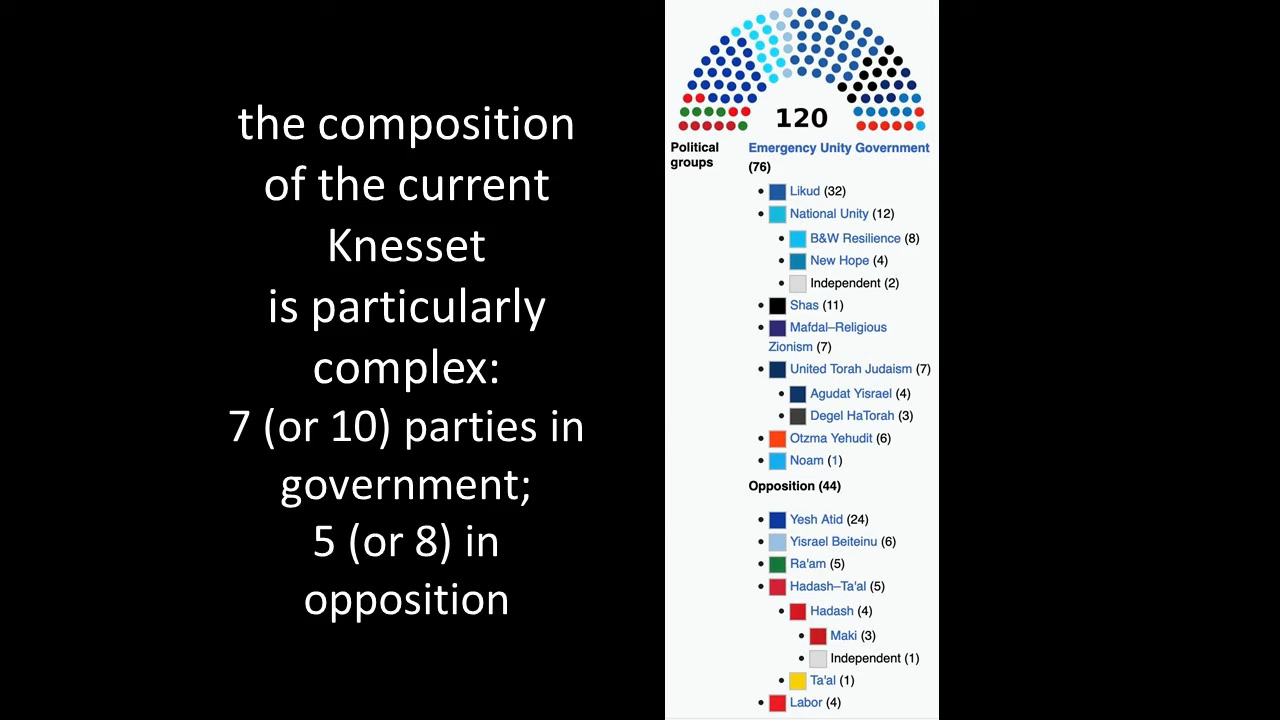 the composition
of the current
Knesset
is particularly
complex:
7 (or 10) parties in
government;
5 (or 8) in
opposition
120
Political
groups
Emergency Unity Government
(76)
Likud (32)
National Unity (12)
B&W Resilience (8)
New Hope (4)
Independent (2)
Shas (11)
Mafdal–Religious
Zionism (7)
United Torah Judaism (7)
Agudat Yisrael (4)
Degel HaTorah (3)
Otzma Yehudit (6)
Noam (1)
Opposition (44)
Yesh Atid (24)
Yisrael Beiteinu (6)
Ra'am (5)
Hadash–Ta'al (5)
Hadash (4)
Maki (3)
Independent (1)
Ta'al (1)
Labor (4)